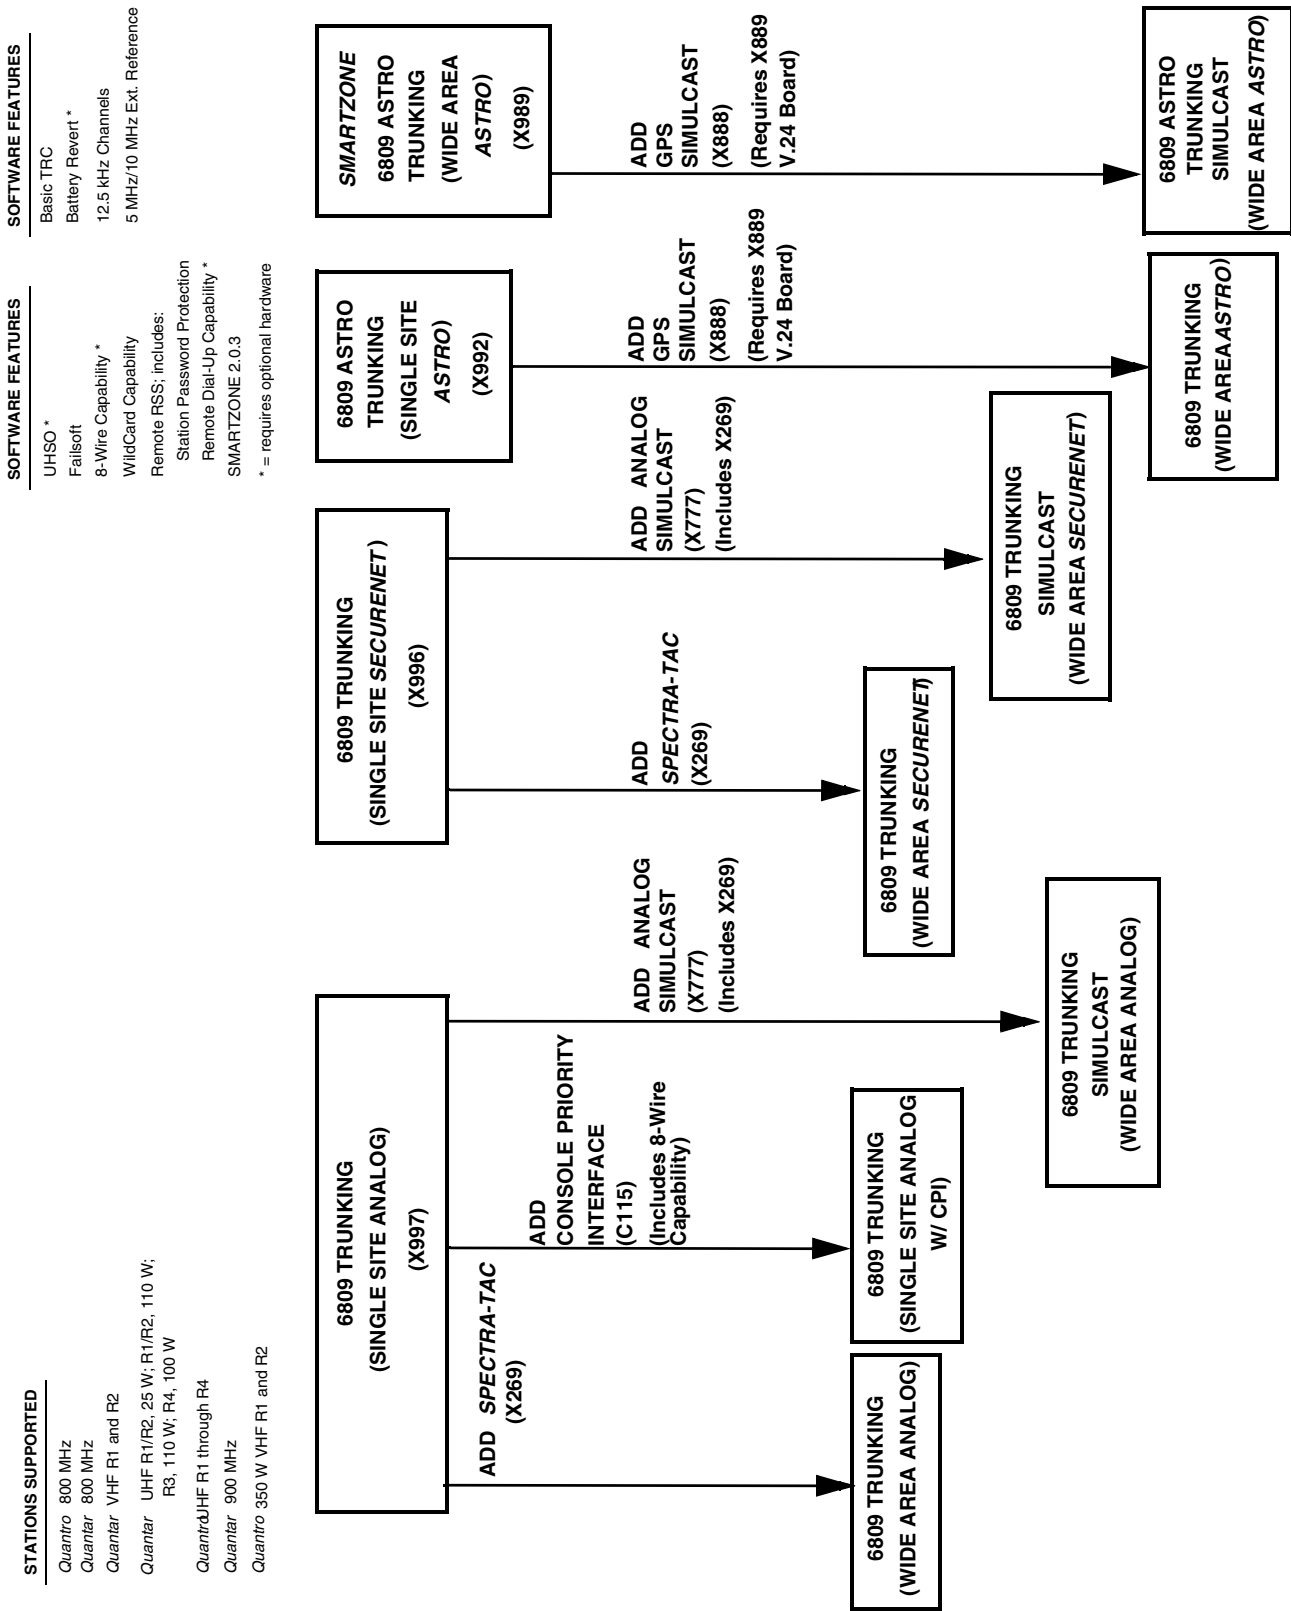 STATIONS SUPPORTED
Quantro 800 MHz
Quantar 800 MHz
Quantar VHF R1 and R2
Quantar UHF R1/R2, 25 W; R1/R2, 110 W;
R3, 110 W; R4, 100 W
Quantro UHF R1 through R4
Quantar 900 MHz
Quantro 350 W VHF R1 and R2
SOFTWARE FEATURES
UHSO *
Failsoft
8-Wire Capability *
WildCard Capability
Remote RSS; includes:
Station Password Protection
Remote Dial-Up Capability *
SMARTZONE 2.0.3
* = requires optional hardware
SOFTWARE FEATURES
Basic TRC
Battery Revert *
12.5 kHz Channels
5 MHz/10 MHz Ext. Reference
6809 TRUNKING
(SINGLE SITE ANALOG)
(X997)
6809 TRUNKING
(SINGLE SITE SECURENET)
(X996)
6809 ASTRO
TRUNKING
(SINGLE SITE
ASTRO)
(X992)
SMARTZONE
6809 ASTRO
TRUNKING
(WIDE AREA
ASTRO)
(X989)
ADD SPECTRA-TAC
(X269)
ADD
CONSOLE PRIORITY
INTERFACE
(C115)
(Includes 8-Wire
Capability)
ADD ANALOG
SIMULCAST
(X777)
(Includes X269)
ADD
SPECTRA-TAC
(X269)
ADD ANALOG
SIMULCAST
(X777)
(Includes X269)
ADD
GPS
SIMULCAST
(X888)
(Requires X889
V.24 Board)
ADD
GPS
SIMULCAST
(X888)
(Requires X889
V.24 Board)
6809 TRUNKING
(WIDE AREA ANALOG)
6809 TRUNKING
(SINGLE SITE ANALOG
W/ CPI)
6809 TRUNKING
SIMULCAST
(WIDE AREA ANALOG)
6809 TRUNKING
(WIDE AREA SECURENET)
6809 TRUNKING
SIMULCAST
(WIDE AREA SECURENET)
6809 TRUNKING
(WIDE AREA ASTRO)
6809 ASTRO
TRUNKING
SIMULCAST
(WIDE AREA ASTRO)